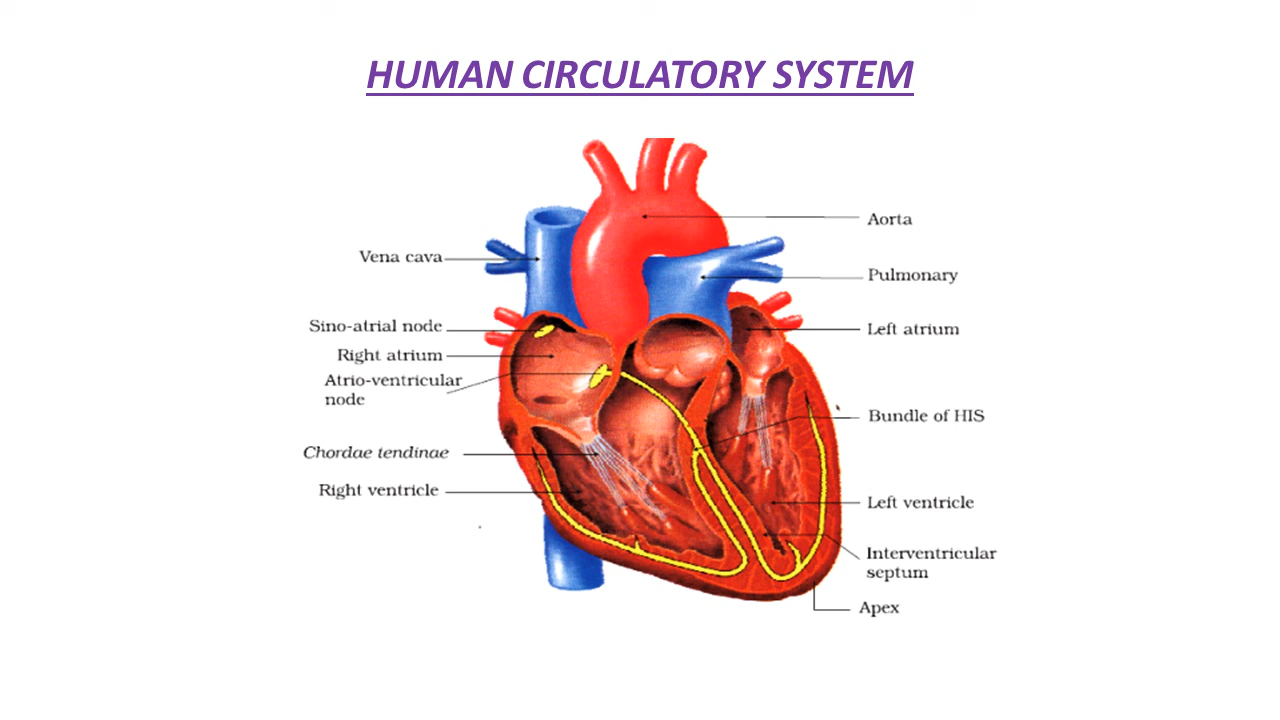 HUMAN CIRCULATORY SYSTEM
Aorta
Vena cava
Pulmonary
Sino-atrial node
Left atrium
Right atrium
Atrio-ventricular
node
Bundle of HIS
Chordae tendinae
Right ventricle
Left ventricle
Interventricular
septum
Apex